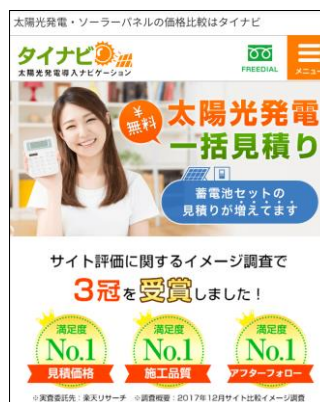 太陽光発電・ソーラーパネルの価格比較はタイナビ
タイナビ
太陽光発電導入ナビゲーション
FREEDIAL
メニュー
¥
無料
太陽光発電
一括見積り
蓄電池セットの
見積りが増えてます
サイト評価に関するイメージ調査で
3冠を受賞しました！
満足度
No.1
見積価格
満足度
No.1
施工品質
満足度
No.1
アフターフォロー
※実査委託先：楽天リサーチ ※調査概要：2017年12月サイト比較イメージ調査